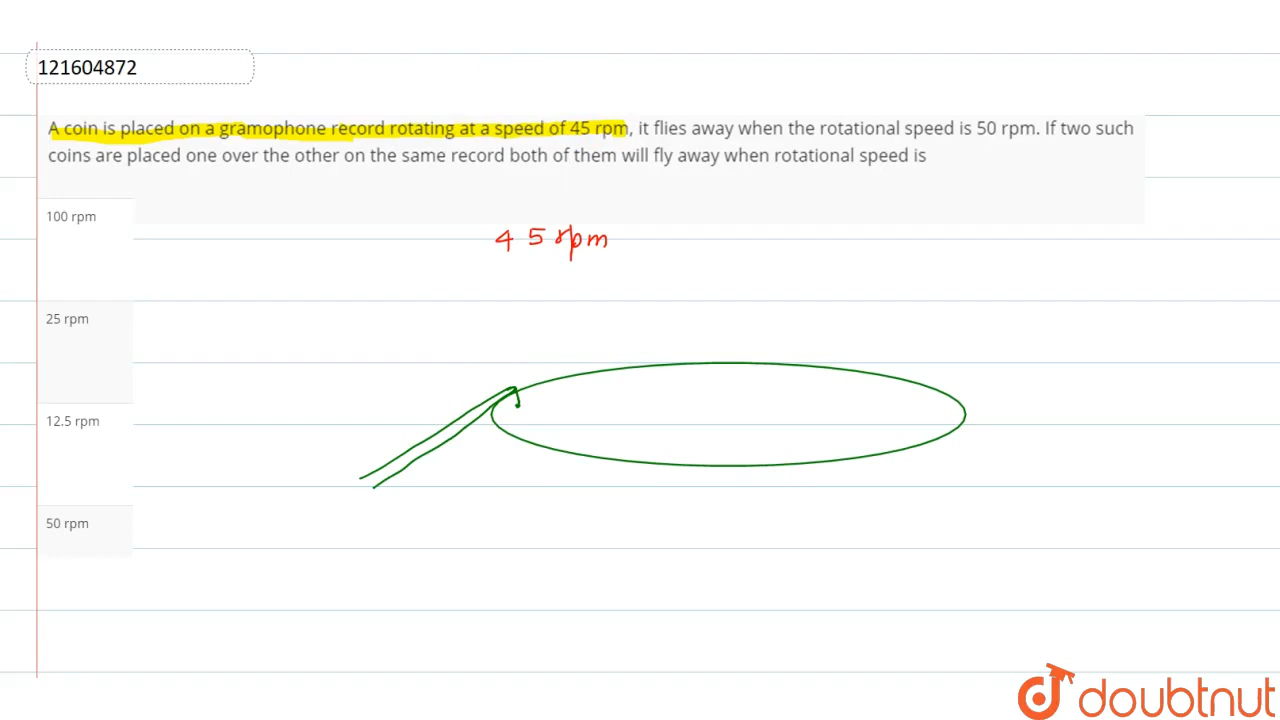 121604872
A coin is placed on a gramophone record rotating at a speed of 45 rpm, it flies away when the rotational speed is 50 rpm. If two such
coins are placed one over the other on the same record both of them will fly away when rotational speed is
100 rpm
45 rpm
25 rpm
12.5 rpm
50 rpm
doubtnut